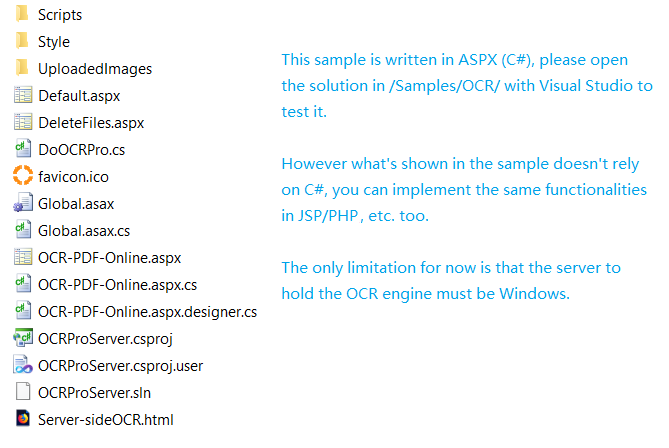 Scripts
Style
UploadedImages
Default.aspx
DeleteFiles.aspx
DoOCRPro.cs
favicon.ico
Global.asax
Global.asax.cs
OCR-PDF-Online.aspx
OCR-PDF-Online.aspx.cs
OCR-PDF-Online.aspx.designer.cs
OCRProServer.csproj
OCRProServer.csproj.user
OCRProServer.sln
Server-sideOCR.html
This sample is written in ASPX (C#), please open
the solution in /Samples/OCR/ with Visual Studio to
test it.
However what's shown in the sample doesn't rely
on C#, you can implement the same functionalities
in JSP/PHP, etc. too.
The only limitation for now is that the server to
hold the OCR engine must be Windows.